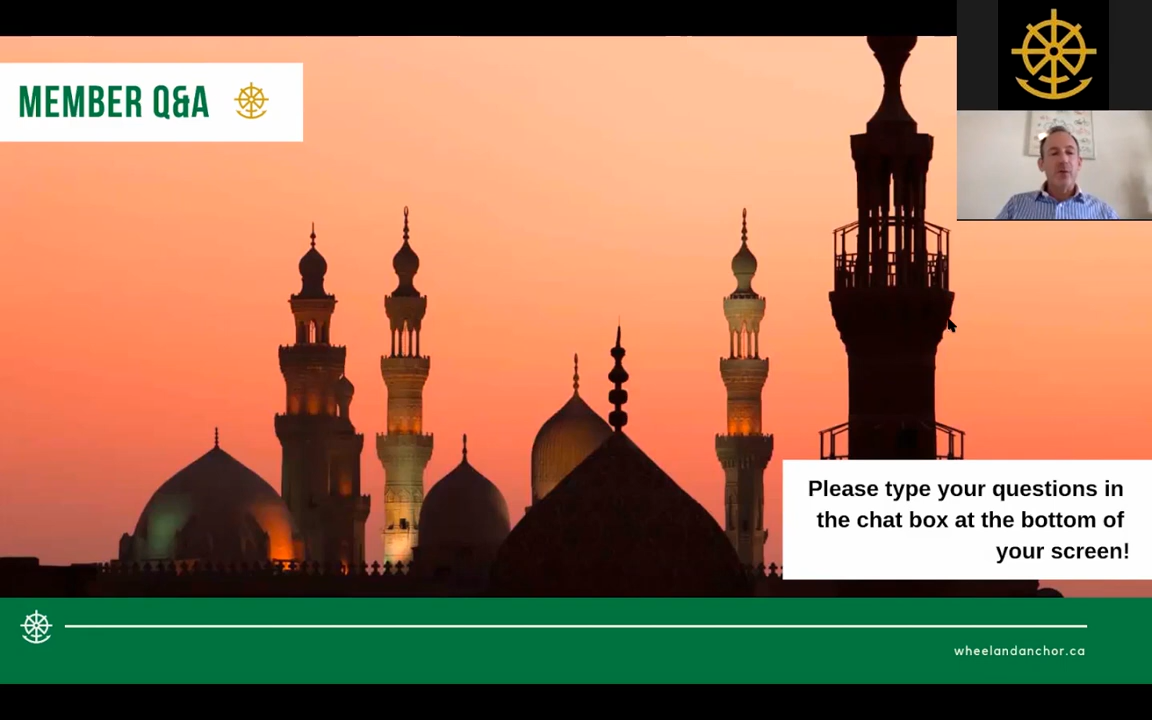 MEMBER Q&A
Please type your questions in
the chat box at the bottom of
your screen!
wheelandanchor.ca